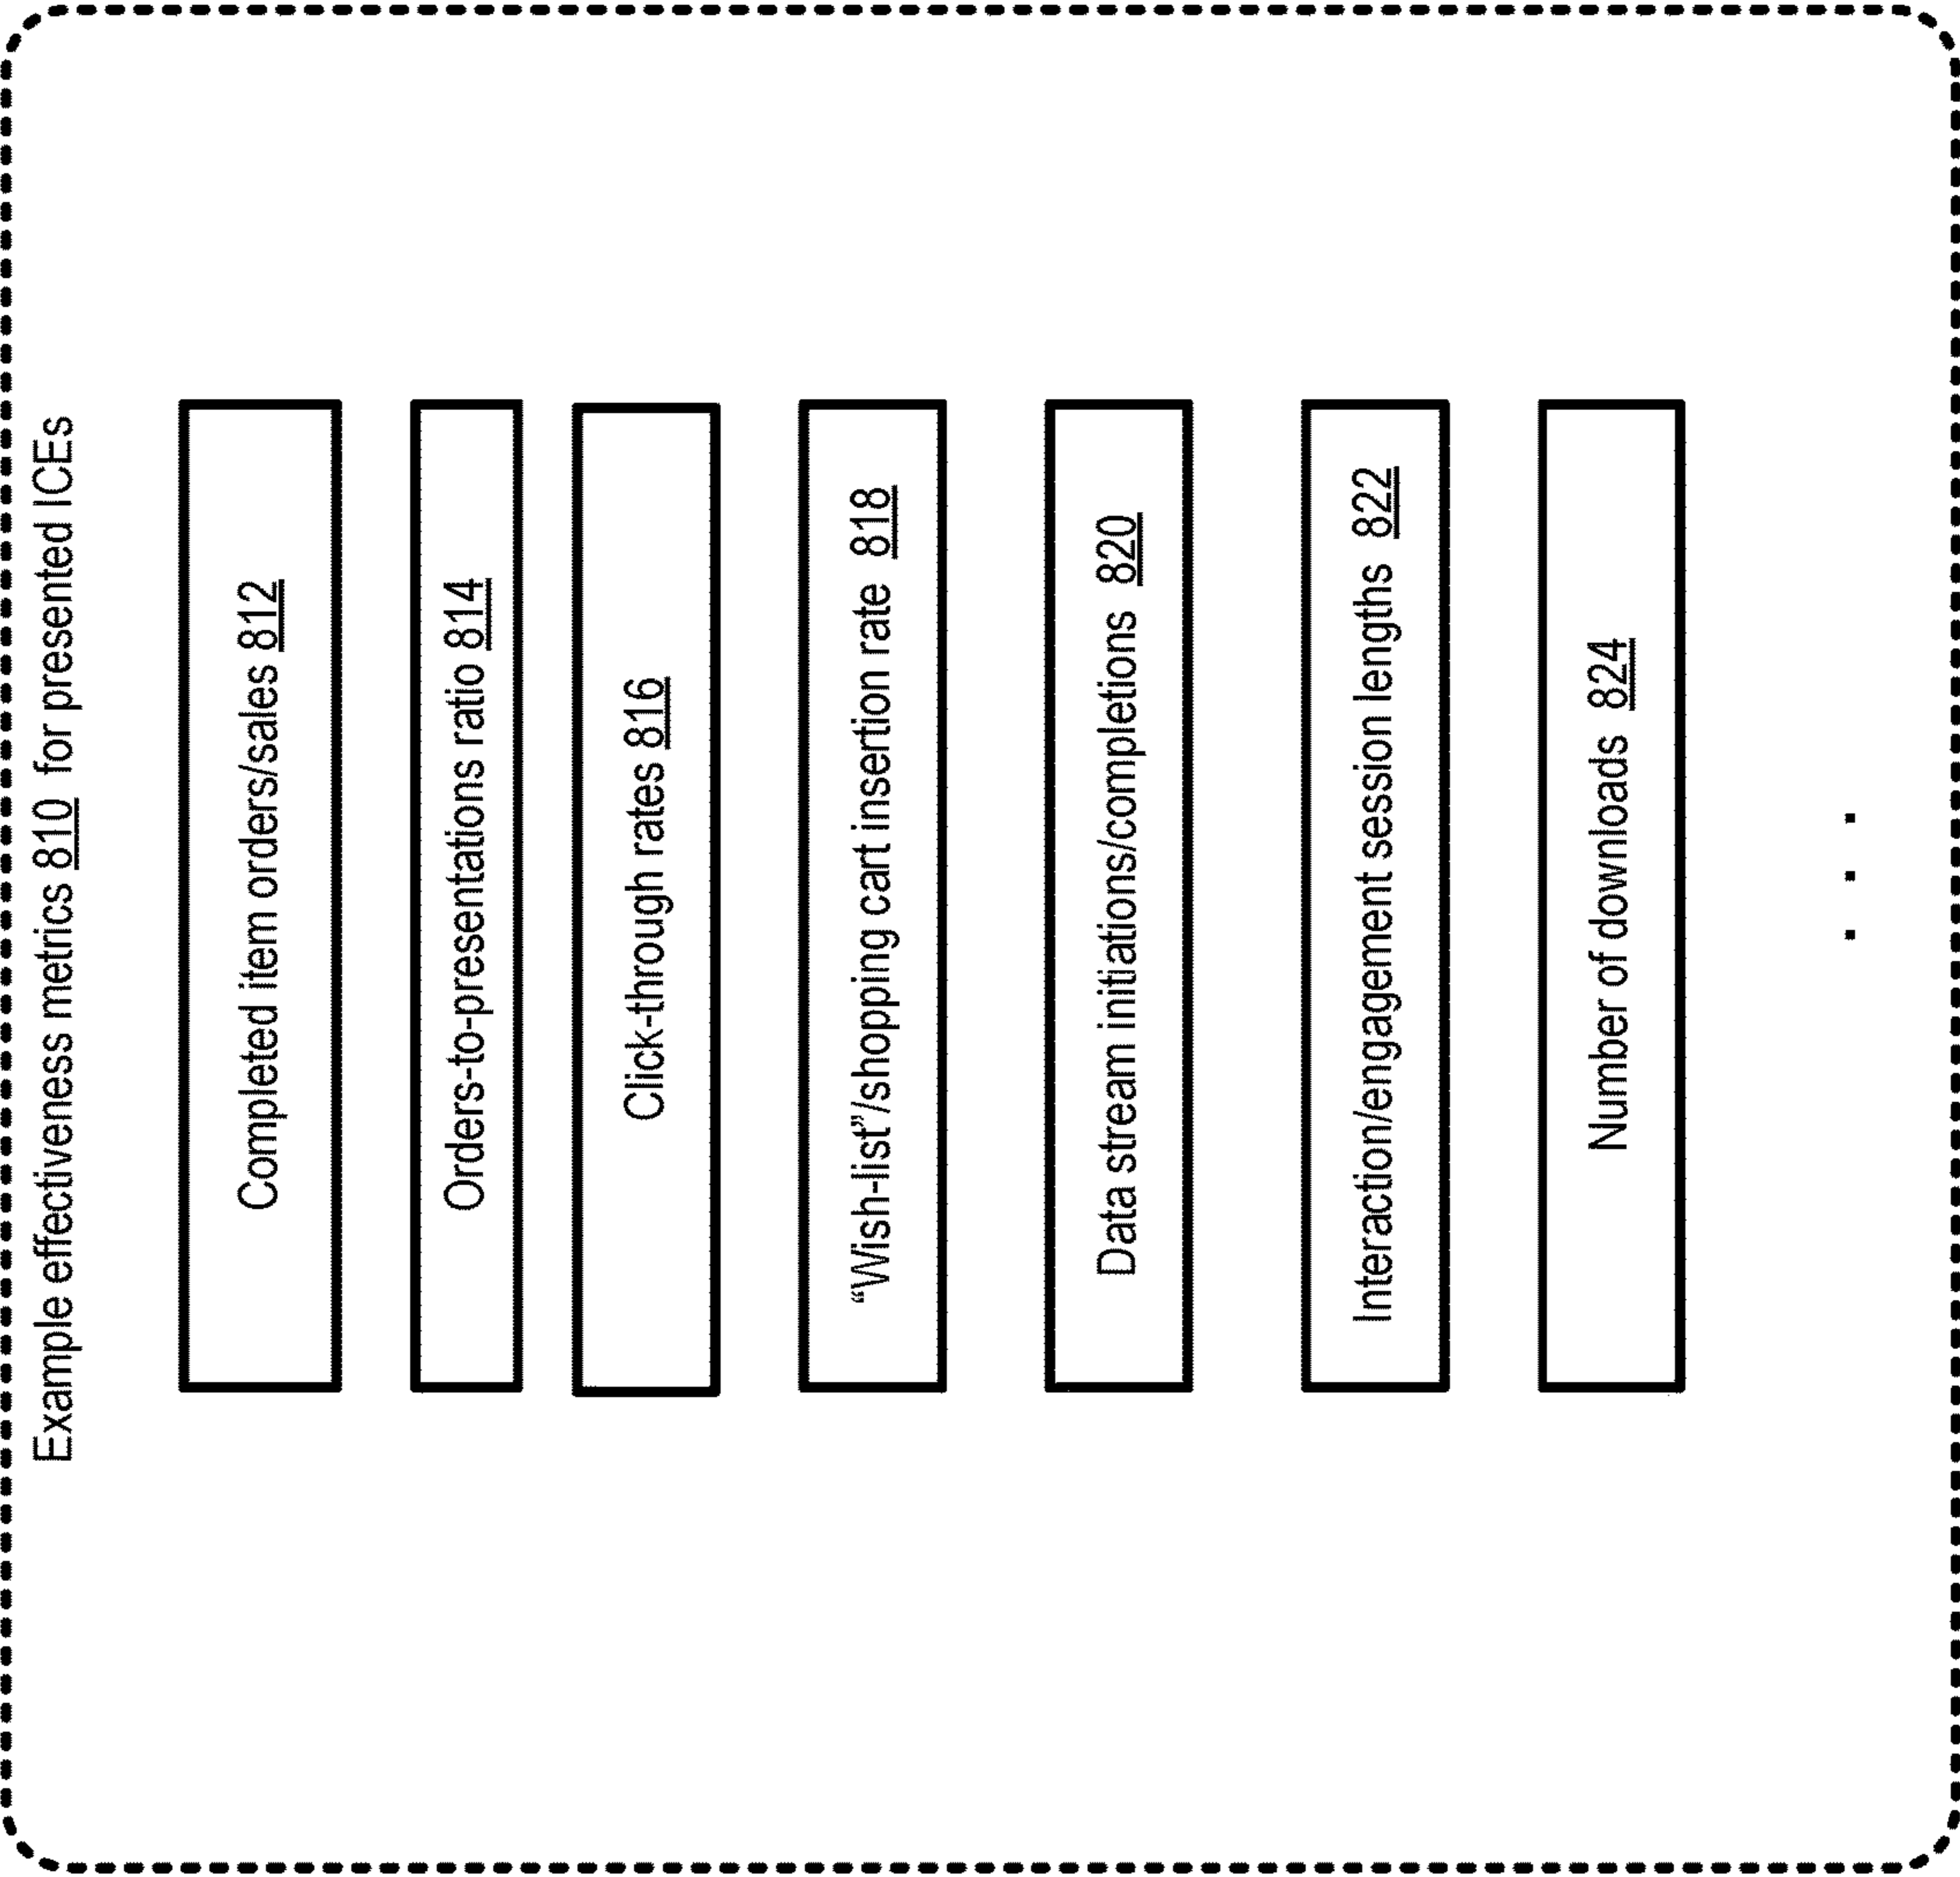 Example effectiveness metrics 810 for presented ICEs
Completed item orders/sales 812
Orders-to-presentations ratio 814
Click-through rates 816
“Wish-list”/shopping cart insertion rate 818
Data stream initiations/completions 820
Interaction/engagement session lengths 822
Number of downloads 824
. . .